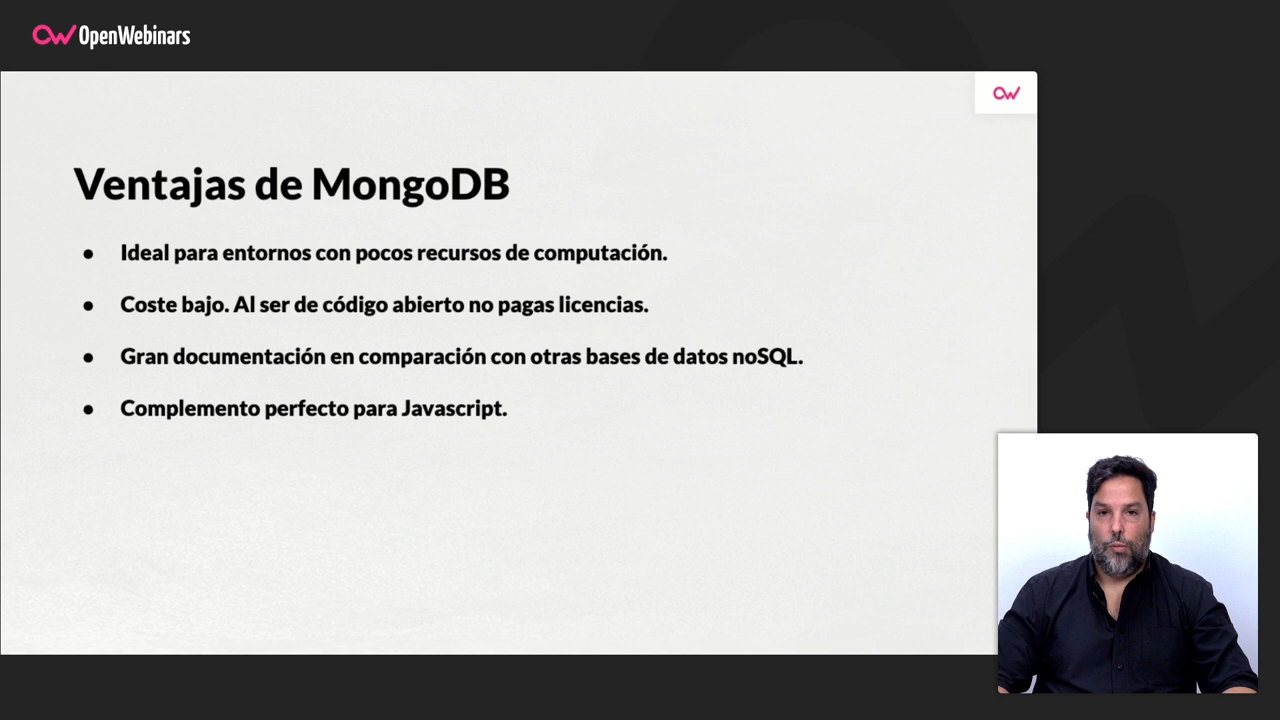 OpenWebinars
Ventajas de MongoDB
● Ideal para entornos con pocos recursos de computación.
● Coste bajo. Al ser de código abierto no pagas licencias.
● Gran documentación en comparación con otras bases de datos noSQL.
● Complemento perfecto para Javascript.